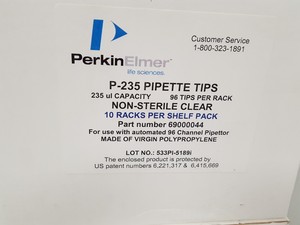 Customer Service
1-800-323-1891
PerkinElmer
life sciences.
P-235 PIPETTE TIPS
235 ul CAPACITY 96 TIPS PER RACK
NON-STERILE CLEAR
10 RACKS PER SHELF PACK
Part number 69000044
For use with automated 96 Channel Pipettor
MADE OF VIRGIN POLYPROPYLENE
LOT NO.: 533PI-5189i
The enclosed product is protected by
US patent numbers 6,221,317 & 6,415,669